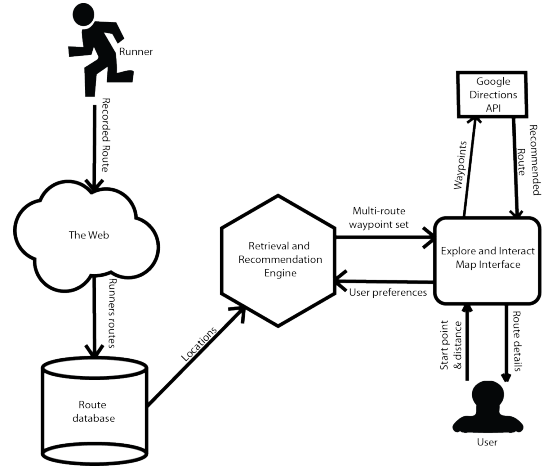 Runner
Recorded Route
The Web
Runners routes
Route
database
Locations
Retrieval and
Recommendation
Engine
Multi-route
waypoint set
User preferences
Google
Directions
API
Waypoints
Recommended
Route
Explore and Interact
Map Interface
Start point
& distance
Route details
User